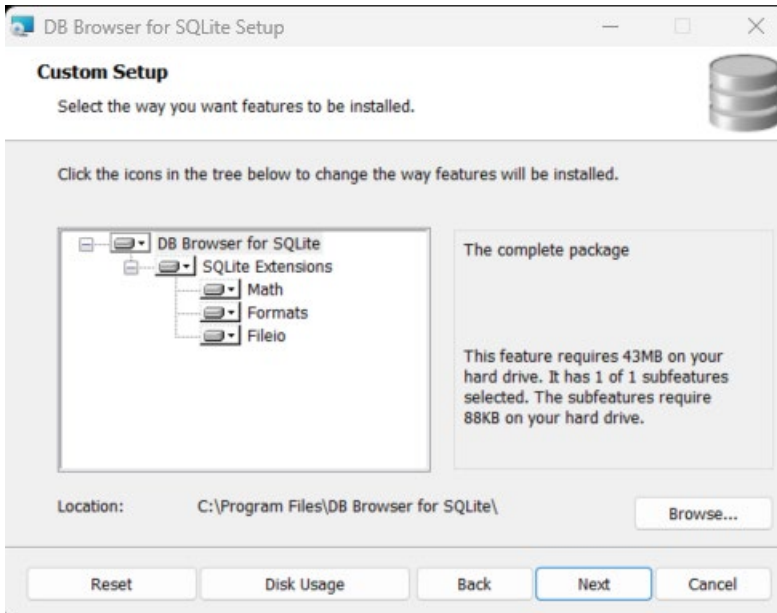 DB Browser for SQLite Setup
Custom Setup
Select the way you want features to be installed.
Click the icons in the tree below to change the way features will be installed.
DB Browser for SQLite
SQLite Extensions
Math
Formats
Fileio
The complete package
This feature requires 43MB on your
hard drive. It has 1 of 1 subfeatures
selected. The subfeatures require
88KB on your hard drive.
Location: C:\Program Files\DB Browser for SQLite\
Browse...
Reset Disk Usage Back Next Cancel